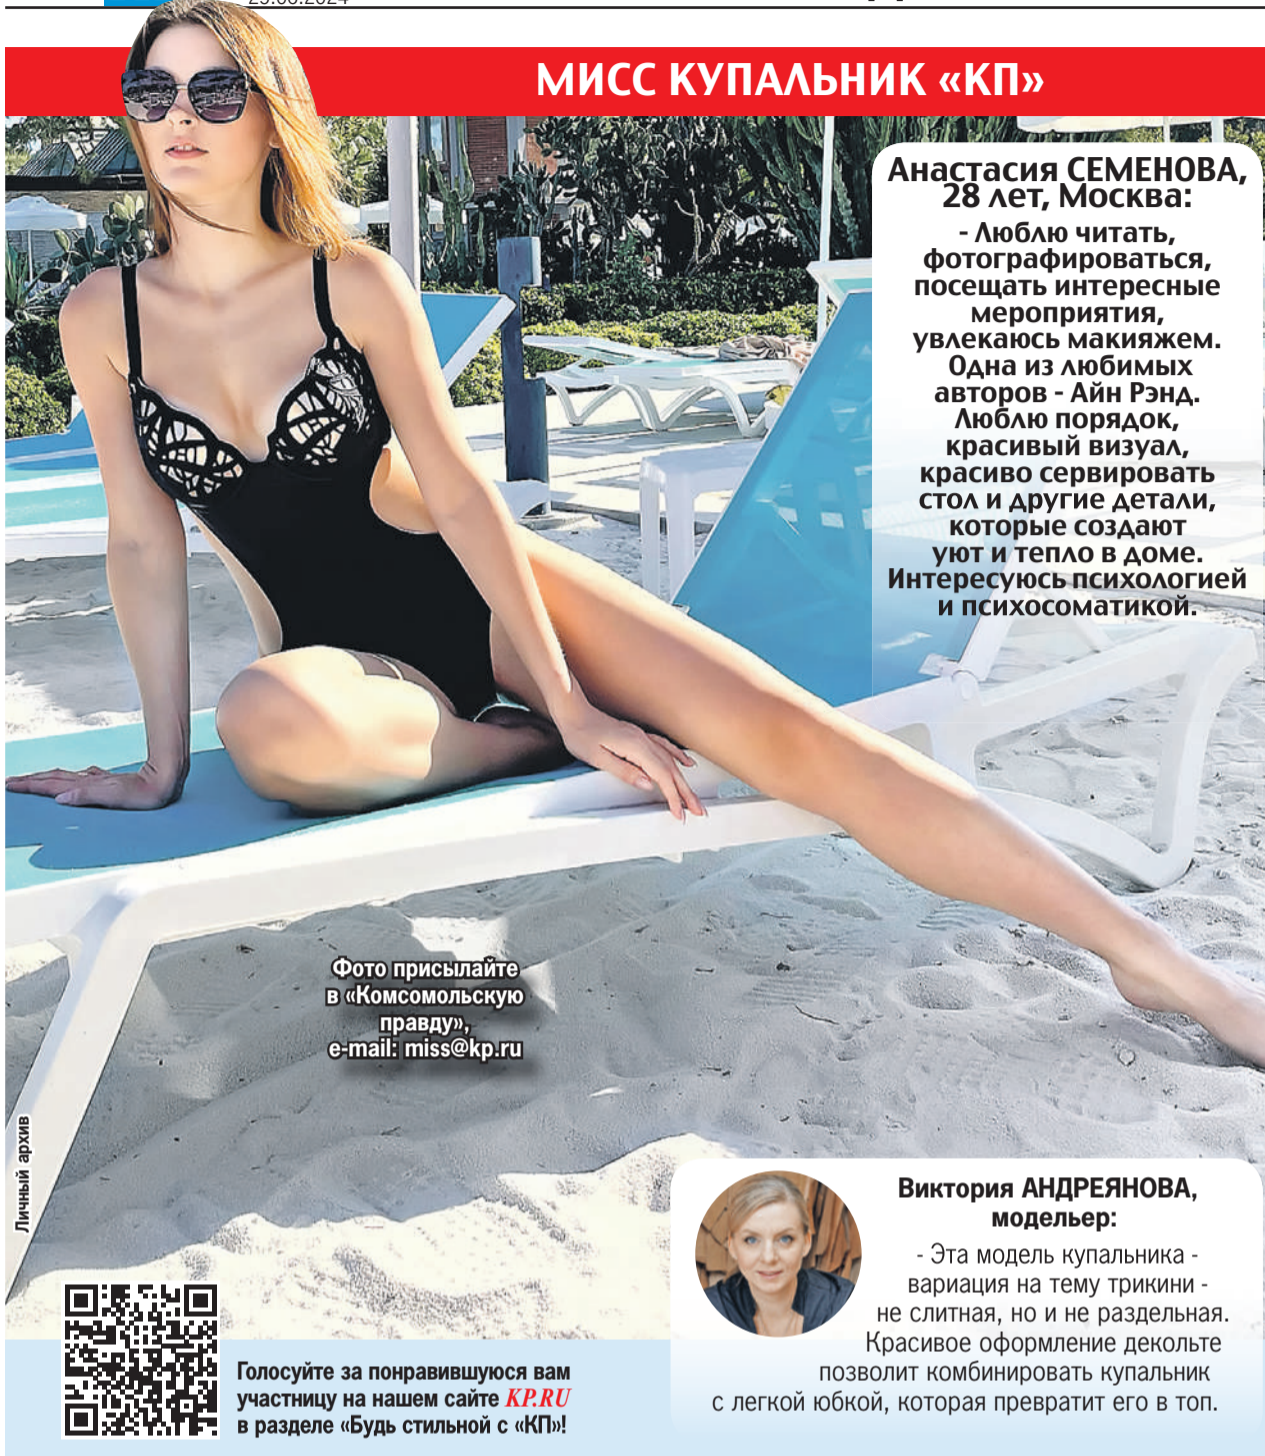 МИСС КУПАЛЬНИК «КП»
Анастасия СЕМЕНОВА,
28 лет, Москва:
- Люблю читать,
фотографироваться,
посещать интересные
мероприятия,
увлекаюсь макияжем.
Одна из любимых
авторов - Айн Рэнд.
Люблю порядок,
красивый визуал,
красиво сервировать
стол и другие детали,
которые создают
уют и тепло в доме.
Интересуюсь психологией
и психосоматикой.
Фото присылайте
в «Комсомольскую
правду»,
e-mail: miss@kp.ru
Личный архив
Виктория АНДРЕЯНОВА,
модельер:
- Эта модель купальника -
вариация на тему трикини -
не слитная, но и не раздельная.
Красивое оформление декольте
позволит комбинировать купальник
с легкой юбкой, которая превратит его в топ.
Голосуйте за понравившуюся вам
участницу на нашем сайте KP.RU
в разделе «Будь стильной с «КП»!